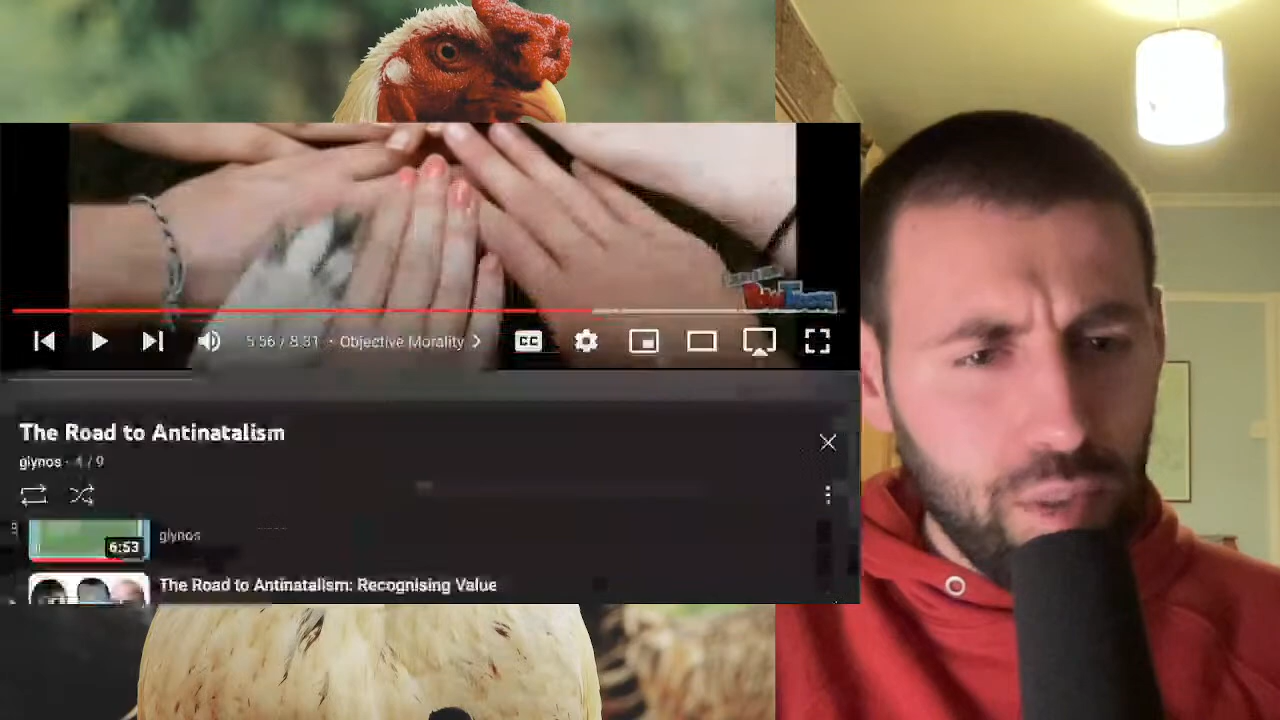 PowToon
5:56 / 8:31 • Objective Morality
CC
The Road to Antinatalism
glynos - 4 / 9
6:53
glynos
The Road to Antinatalism: Recognising Value